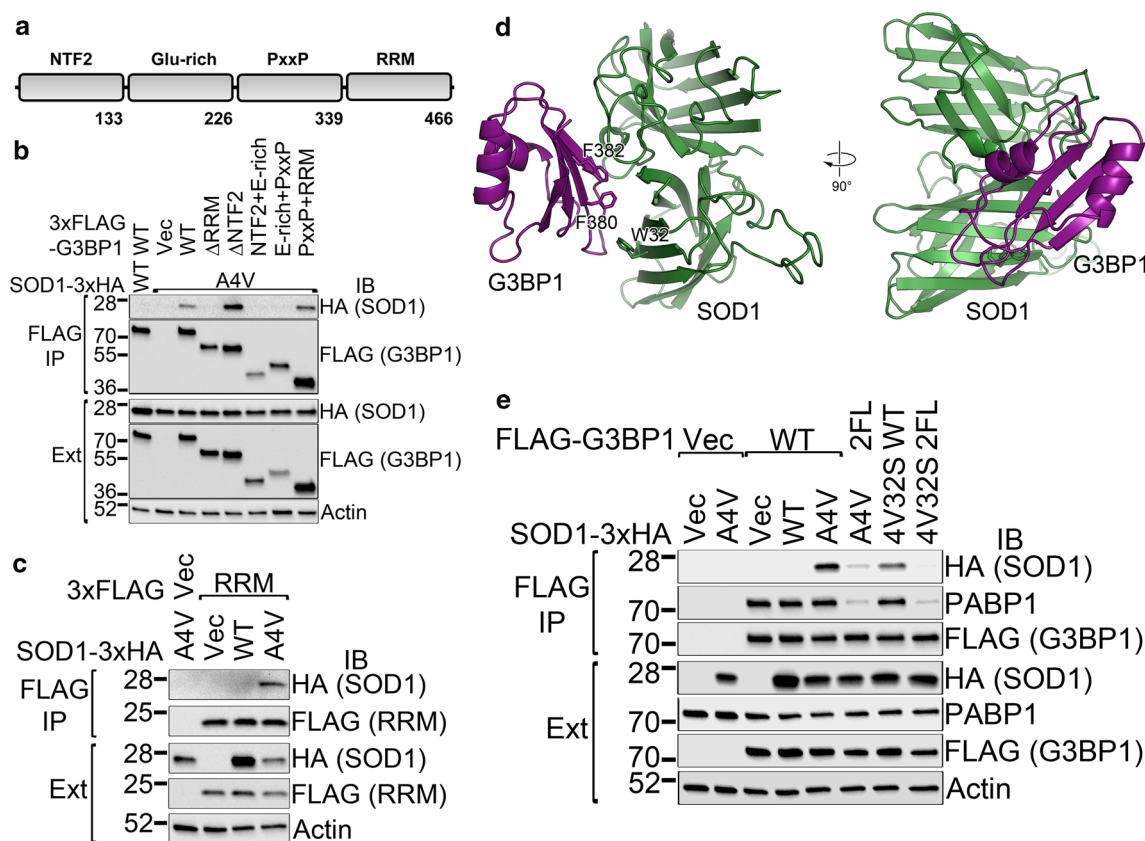 a
NTF2 Glu-rich PxxP RRM
133 226 339 466
b
3xFLAG
-G3BP1
WT
Vec
WT
ΔRRM
ΔNTF2
NTF2+E-rich
E-rich+PxxP
PxxP+RRM
SOD1-3xHA WT A4V IB
FLAG IP
28 HA (SOD1)
70
55
36
FLAG (G3BP1)
Ext
28 HA (SOD1)
70
55
36
FLAG (G3BP1)
52 Actin
c
3xFLAG Vec RRM
SOD1-3xHA A4V Vec WT A4V IB
FLAG IP
28 HA (SOD1)
25 FLAG (RRM)
Ext
28 HA (SOD1)
25 FLAG (RRM)
52 Actin
d
F382
F380
W32
G3BP1
SOD1
90°
G3BP1
SOD1
e
FLAG-G3BP1 Vec WT 2FL 4V32S WT 4V32S 2FL
SOD1-3xHA Vec A4V Vec WT A4V A4V IB
FLAG IP
28 HA (SOD1)
70 PABP1
70 FLAG (G3BP1)
Ext
28 HA (SOD1)
70 PABP1
70 FLAG (G3BP1)
52 Actin